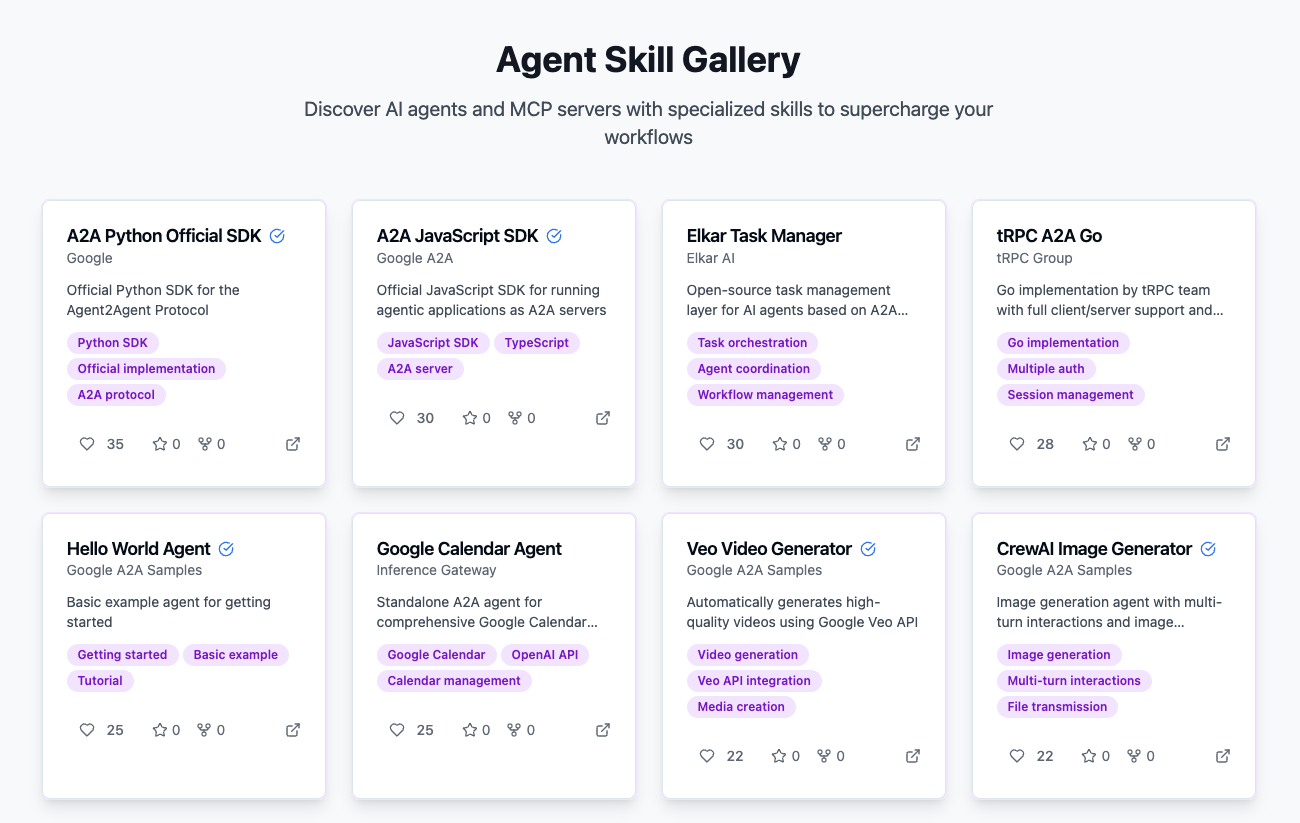 Agent Skill Gallery
Discover AI agents and MCP servers with specialized skills to supercharge your
workflows
A2A Python Official SDK
Google
Official Python SDK for the
Agent2Agent Protocol
Python SDK
Official implementation
A2A protocol
35 0 0
A2A JavaScript SDK
Google A2A
Official JavaScript SDK for running
agentic applications as A2A servers
JavaScript SDK TypeScript
A2A server
30 0 0
Elkar Task Manager
Elkar AI
Open-source task management
layer for AI agents based on A2A...
Task orchestration
Agent coordination
Workflow management
30 0 0
tRPC A2A Go
tRPC Group
Go implementation by tRPC team
with full client/server support and...
Go implementation
Multiple auth
Session management
28 0 0
Hello World Agent
Google A2A Samples
Basic example agent for getting
started
Getting started Basic example
Tutorial
25 0 0
Google Calendar Agent
Inference Gateway
Standalone A2A agent for
comprehensive Google Calendar...
Google Calendar OpenAI API
Calendar management
25 0 0
Veo Video Generator
Google A2A Samples
Automatically generates high-
quality videos using Google Veo API
Video generation
Veo API integration
Media creation
22 0 0
CrewAI Image Generator
Google A2A Samples
Image generation agent with multi-
turn interactions and image...
Image generation
Multi-turn interactions
File transmission
22 0 0